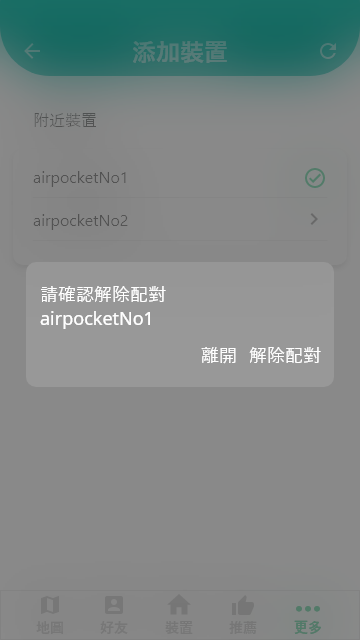 添加裝置
附近裝置
airpocketNo1
airpocketNo2
請確認解除配對
airpocketNo1
離開 解除配對
地圖 好友 裝置 推薦 更多